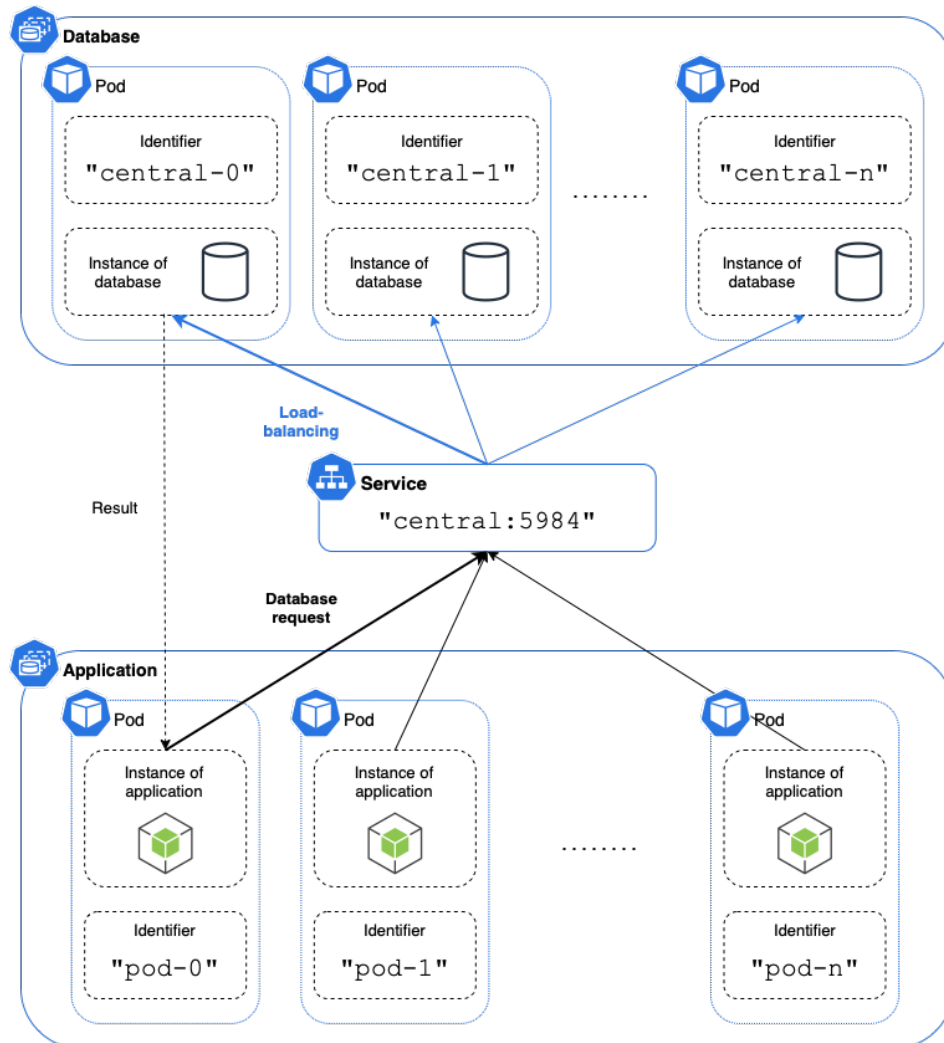 Database
Pod
Pod
Pod
Identifier
"central-0"
Identifier
"central-1"
Identifier
"central-n"
........
Instance of
database
Instance of
database
Instance of
database
Load-
balancing
Service
"central:5984"
Result
Database
request
Application
Pod
Pod
Pod
Instance of
application
Instance of
application
Instance of
application
........
Identifier
"pod-0"
Identifier
"pod-1"
Identifier
"pod-n"